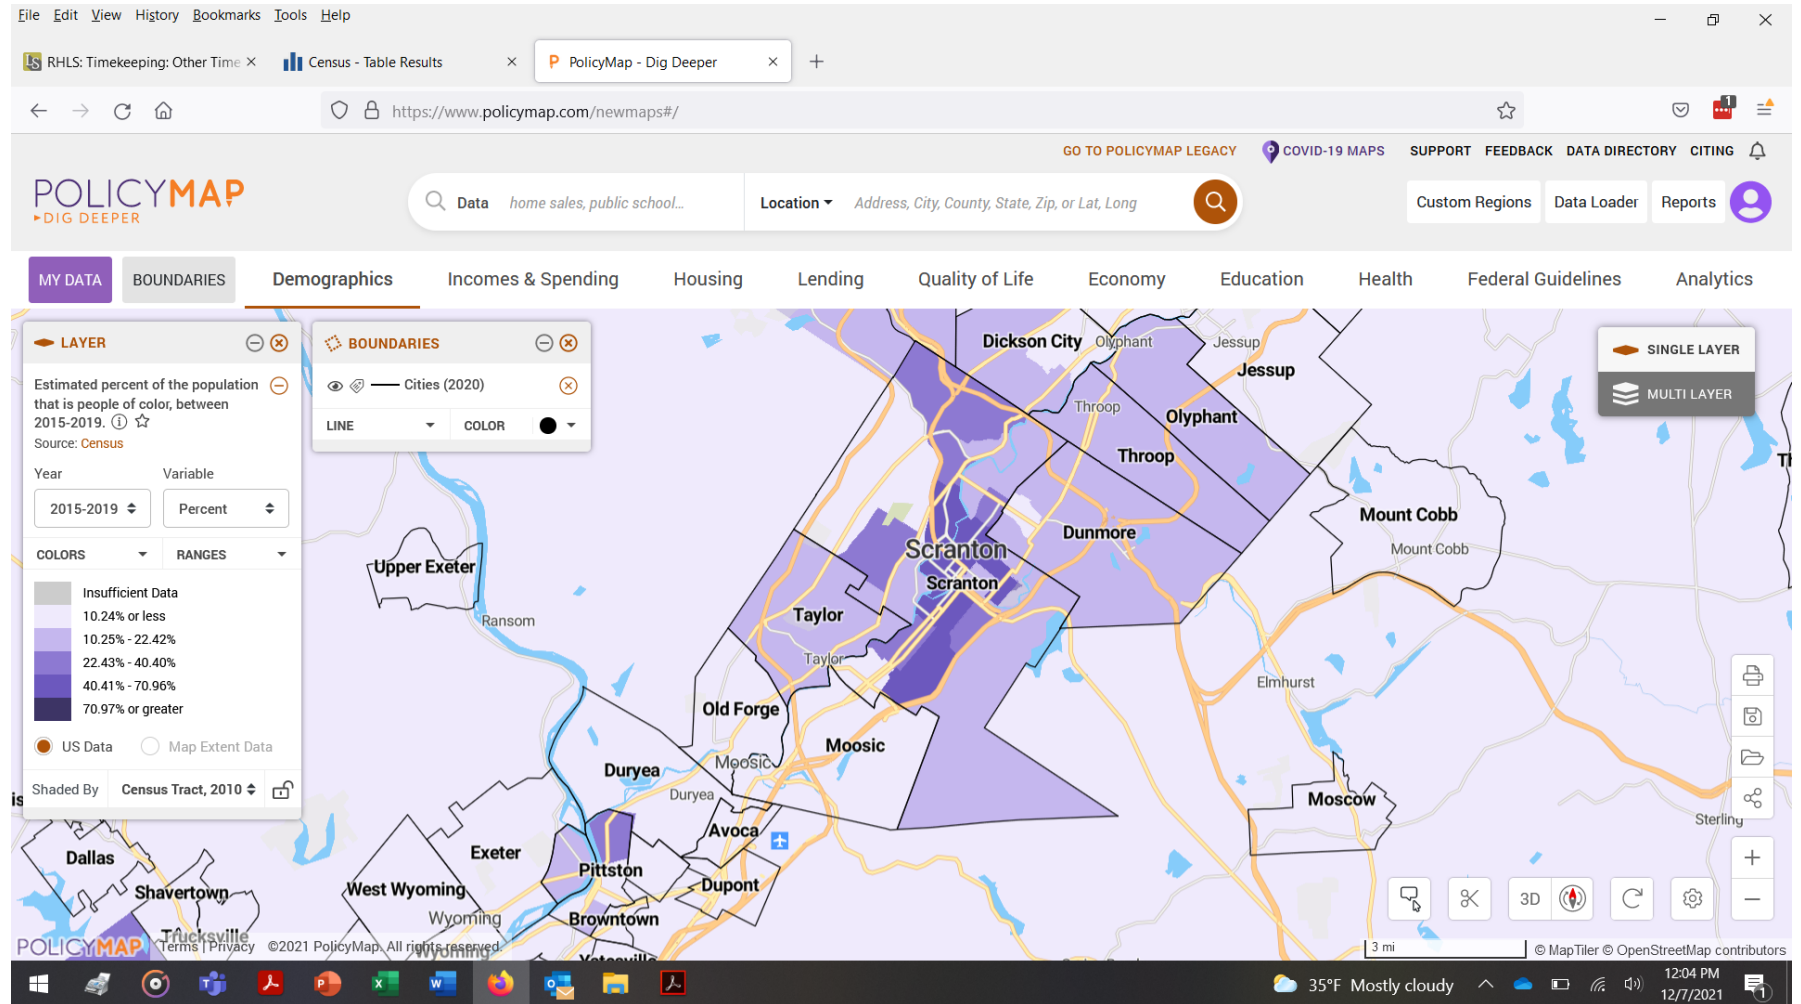 File Edit View History Bookmarks Tools Help
RHLS: Timekeeping: Other Time
Census - Table Results
PolicyMap - Dig Deeper
https://www.policymap.com/newmaps#/
1
GO TO POLICYMAP LEGACY
COVID-19 MAPS
SUPPORT FEEDBACK DATA DIRECTORY CITING
POLICYMAP
DIG DEEPER
Data home sales, public school...
Location Address, City, County, State, Zip, or Lat, Long
Custom Regions Data Loader Reports
MY DATA BOUNDARIES Demographics Incomes & Spending Housing Lending Quality of Life Economy Education Health Federal Guidelines Analytics
LAYER
Estimated percent of the population
that is people of color, between
2015-2019.
Source: Census
Year Variable
2015-2019 Percent
COLORS RANGES
Insufficient Data
10.24% or less
10.25% - 22.42%
22.43% - 40.40%
40.41% - 70.96%
70.97% or greater
US Data Map Extent Data
Shaded By Census Tract, 2010
BOUNDARIES
Cities (2020)
LINE COLOR
SINGLE LAYER
MULTI LAYER
Dickson City
Olyphant
Jessup
Jessup
Throop
Olyphant
Throop
Mount Cobb
Mount Cobb
Dunmore
Scranton
Scranton
Upper Exeter
Ransom
Taylor
Taylor
Elmhurst
Old Forge
Moosic
Moosic
Duryea
Duryea
Moscow
Sterling
Avoca
Exeter
Dallas
Pittston
Dupont
Shavertown
West Wyoming
Wyoming
Browntown
Trucksville
Wyoming
Yatesville
3D
3 mi
POLICYMAP Terms | Privacy ©2021 PolicyMap. All rights reserved.
© MapTiler © OpenStreetMap contributors
35°F Mostly cloudy
12:04 PM
12/7/2021
1